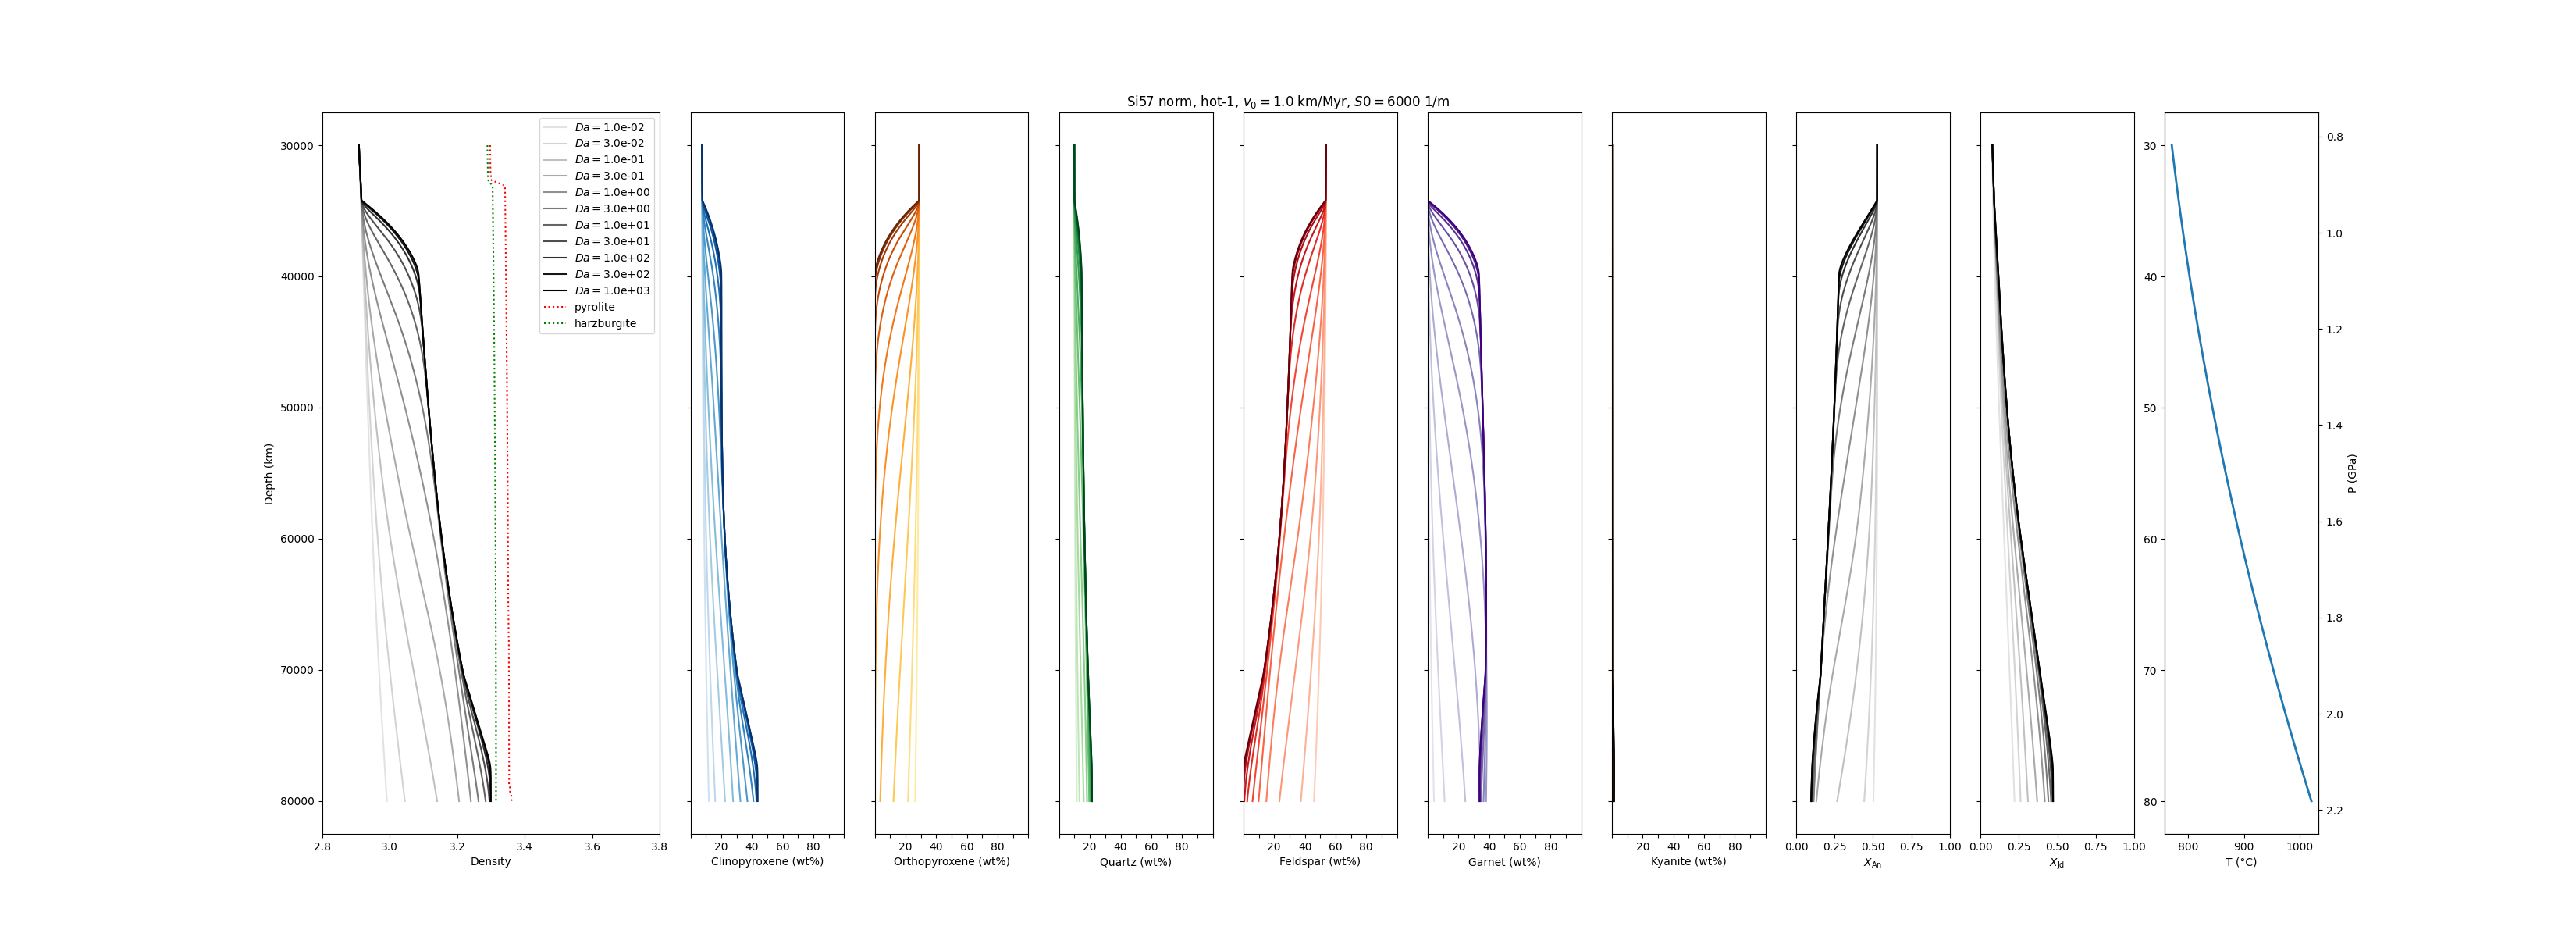 Si57 norm, hot-1, v₀ = 1.0 km/Myr, S0 = 6000 1/m
Da = 1.0e-02
Da = 3.0e-02
Da = 1.0e-01
Da = 3.0e-01
Da = 1.0e+00
Da = 3.0e+00
Da = 1.0e+01
Da = 3.0e+01
Da = 1.0e+02
Da = 3.0e+02
Da = 1.0e+03
pyrolite
harzburgite
Depth (km)
30000
40000
50000
60000
70000
80000
2.8 3.0 3.2 3.4 3.6 3.8
Density
20 40 60 80
Clinopyroxene (wt%)
20 40 60 80
Orthopyroxene (wt%)
20 40 60 80
Quartz (wt%)
20 40 60 80
Feldspar (wt%)
20 40 60 80
Garnet (wt%)
20 40 60 80
Kyanite (wt%)
0.00 0.25 0.50 0.75 1.00
X_An
0.00 0.25 0.50 0.75 1.00
X_Jd
30
40
50
60
70
80
800 900 1000
T (°C)
0.8
1.0
1.2
1.4
1.6
1.8
2.0
2.2
P (GPa)